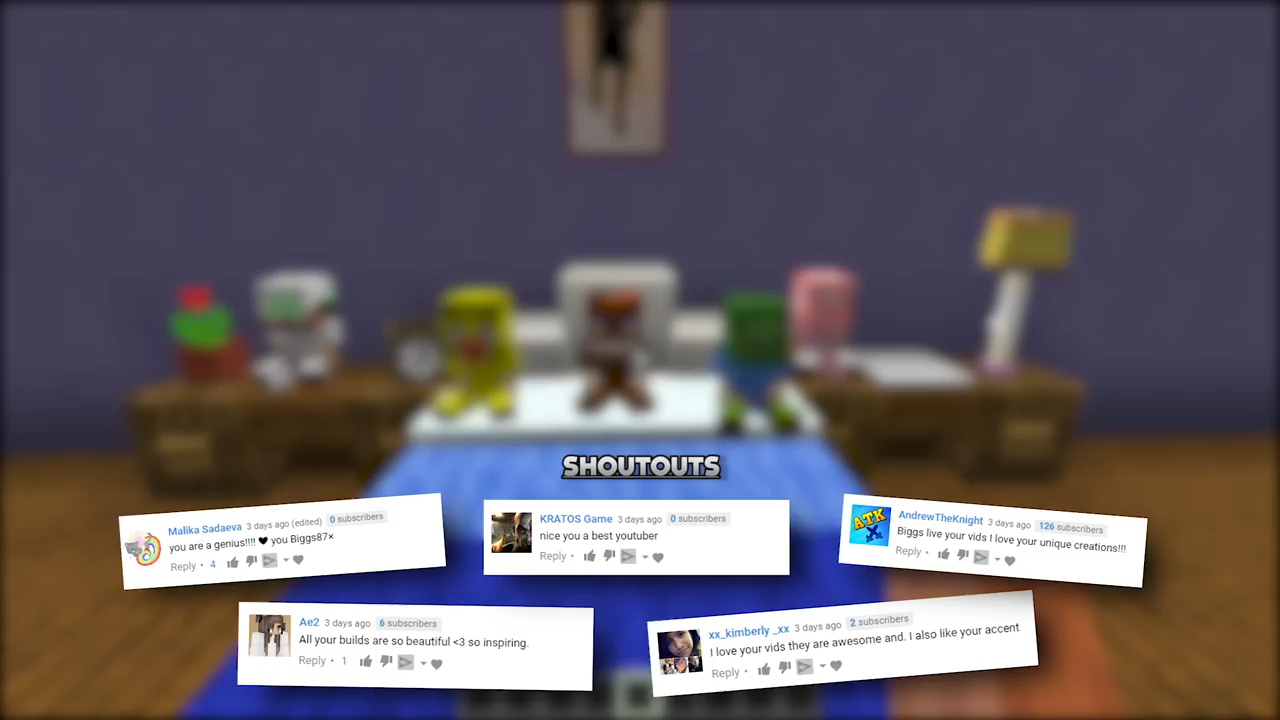 SHOUTOUTS
Malika Sadaeva 3 days ago (edited) 0 subscribers
you are a genius!!!! ❤ you Biggs87×
Reply • 4
KRATOS Game 3 days ago 0 subscribers
nice you a best youtuber
Reply •
ATK
AndrewTheKnight 3 days ago 126 subscribers
Biggs live your vids I love your unique creations!!!
Reply •
Ae2 3 days ago 6 subscribers
All your builds are so beautiful <3 so inspiring.
Reply • 1
xx_kimberly _xx 3 days ago 2 subscribers
I love your vids they are awesome and. I also like your accent
Reply •